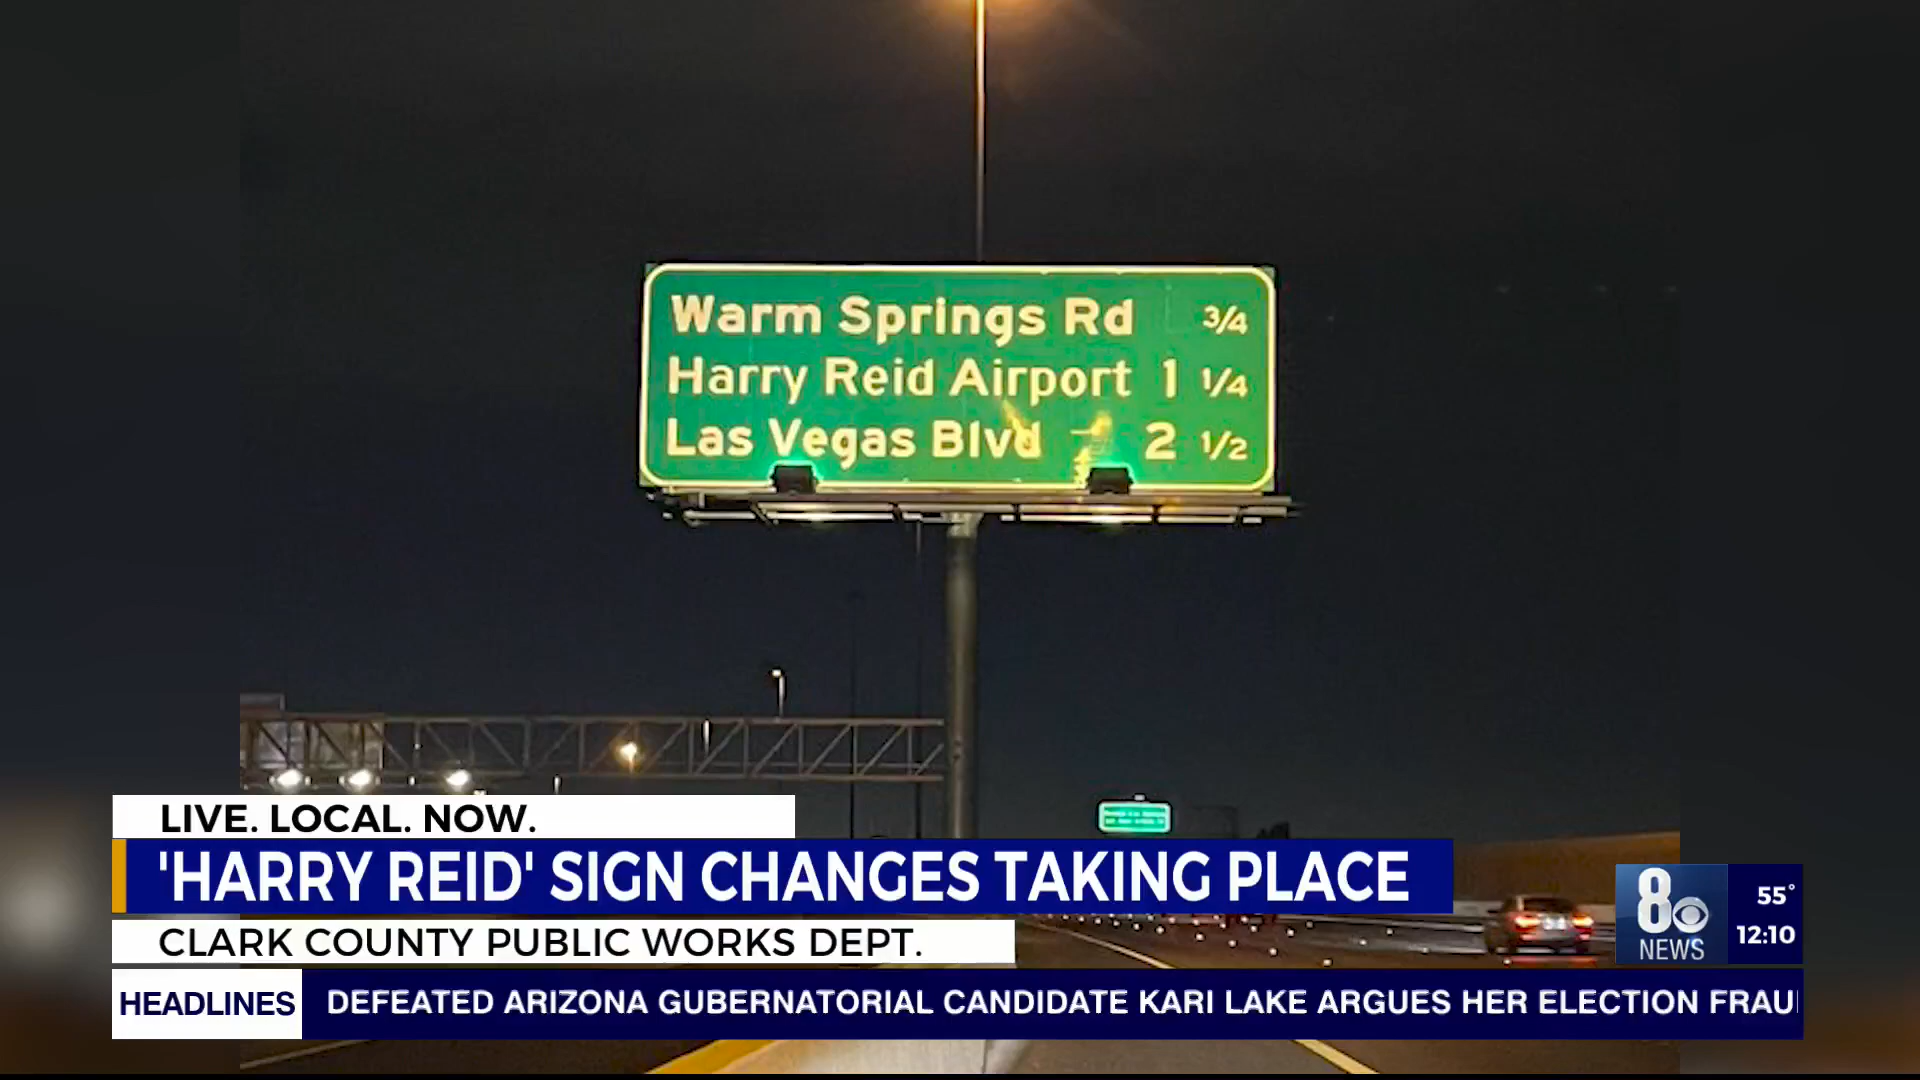 Warm Springs Rd 3/4
Harry Reid Airport 1 1/4
Las Vegas Blvd 2 1/2
LIVE. LOCAL. NOW.
'HARRY REID' SIGN CHANGES TAKING PLACE
CLARK COUNTY PUBLIC WORKS DEPT.
8 NEWS
55°
12:10
HEADLINES DEFEATED ARIZONA GUBERNATORIAL CANDIDATE KARI LAKE ARGUES HER ELECTION FRAU